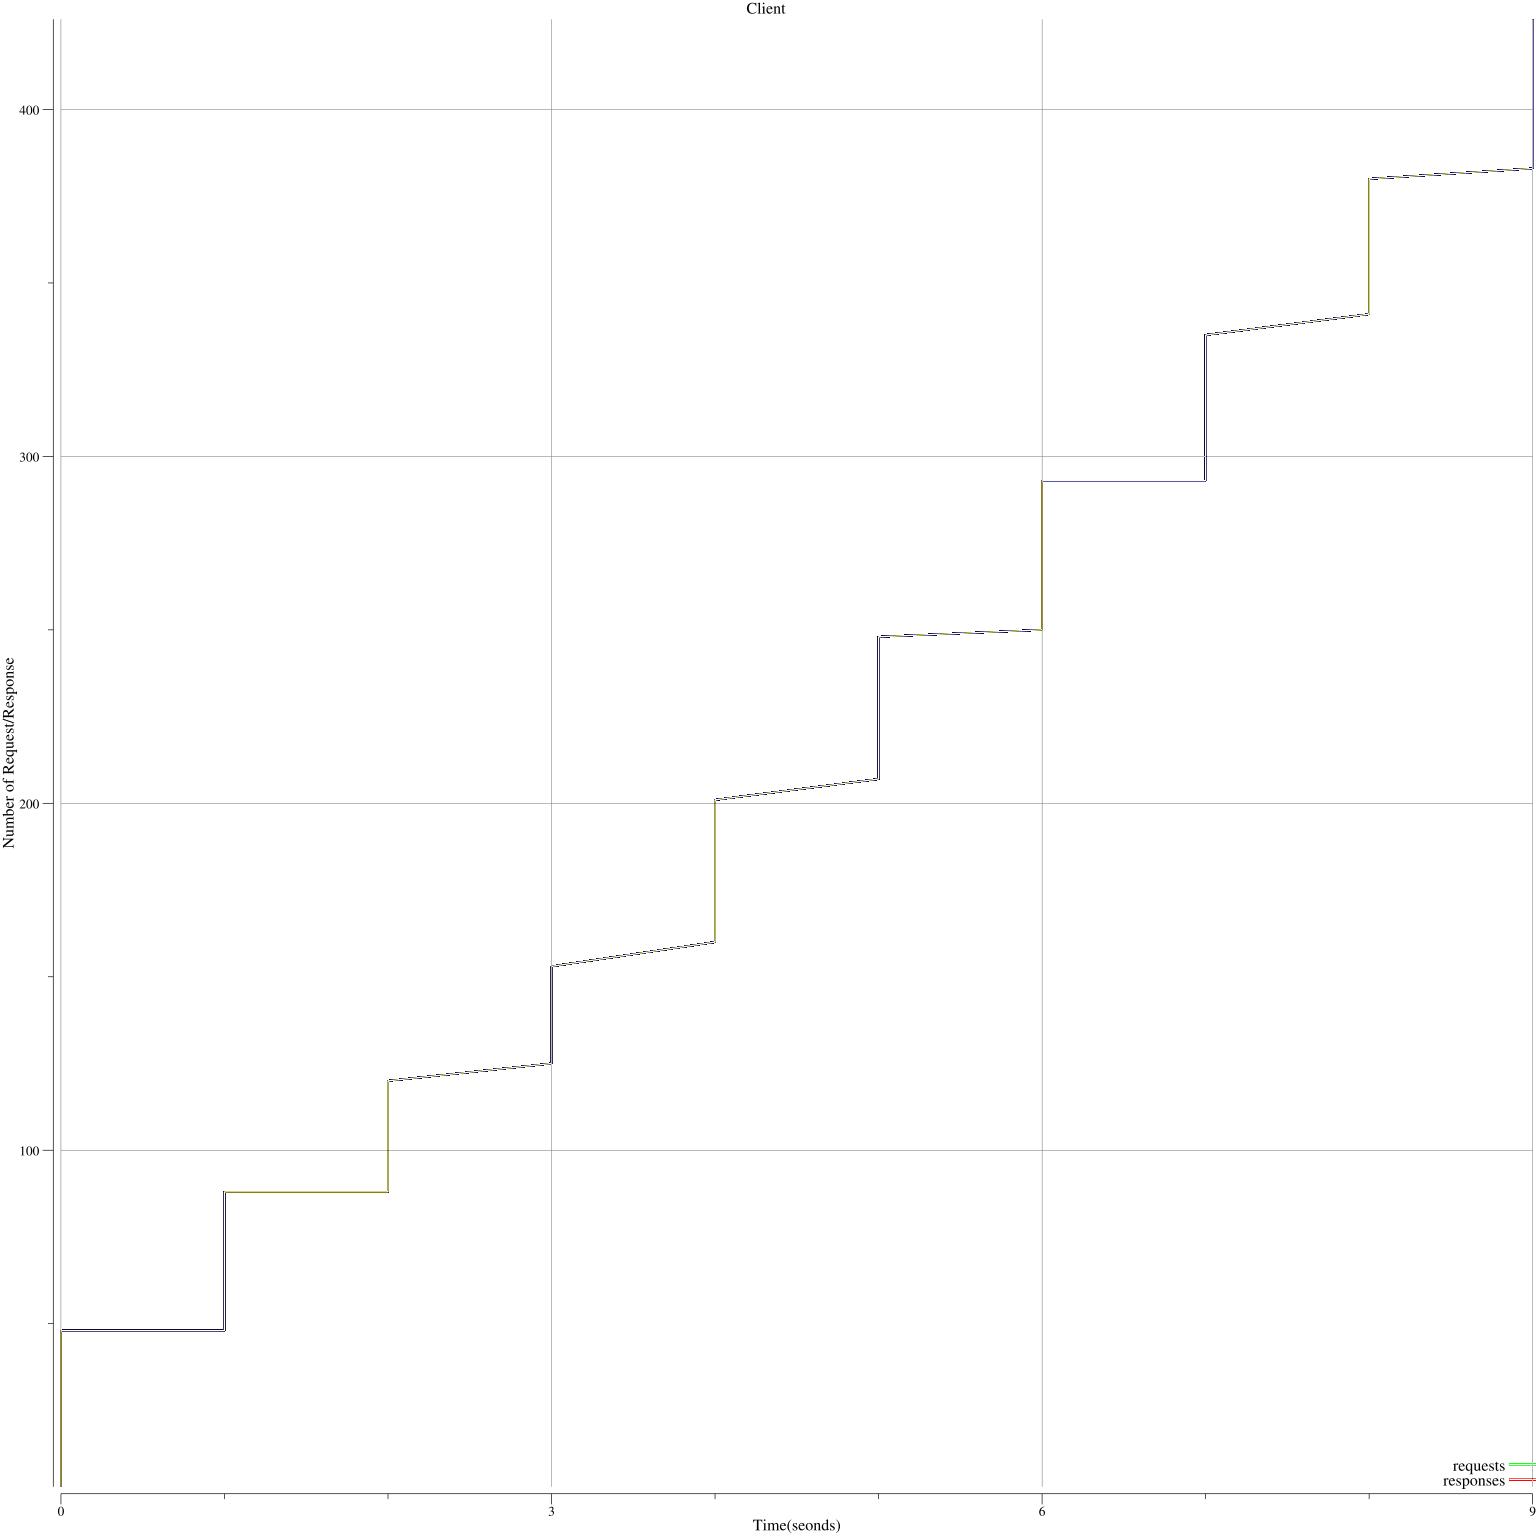 Client
400
300
200
100
Number of Request/Response
requests
responses
0 3 6 9
Time(seonds)